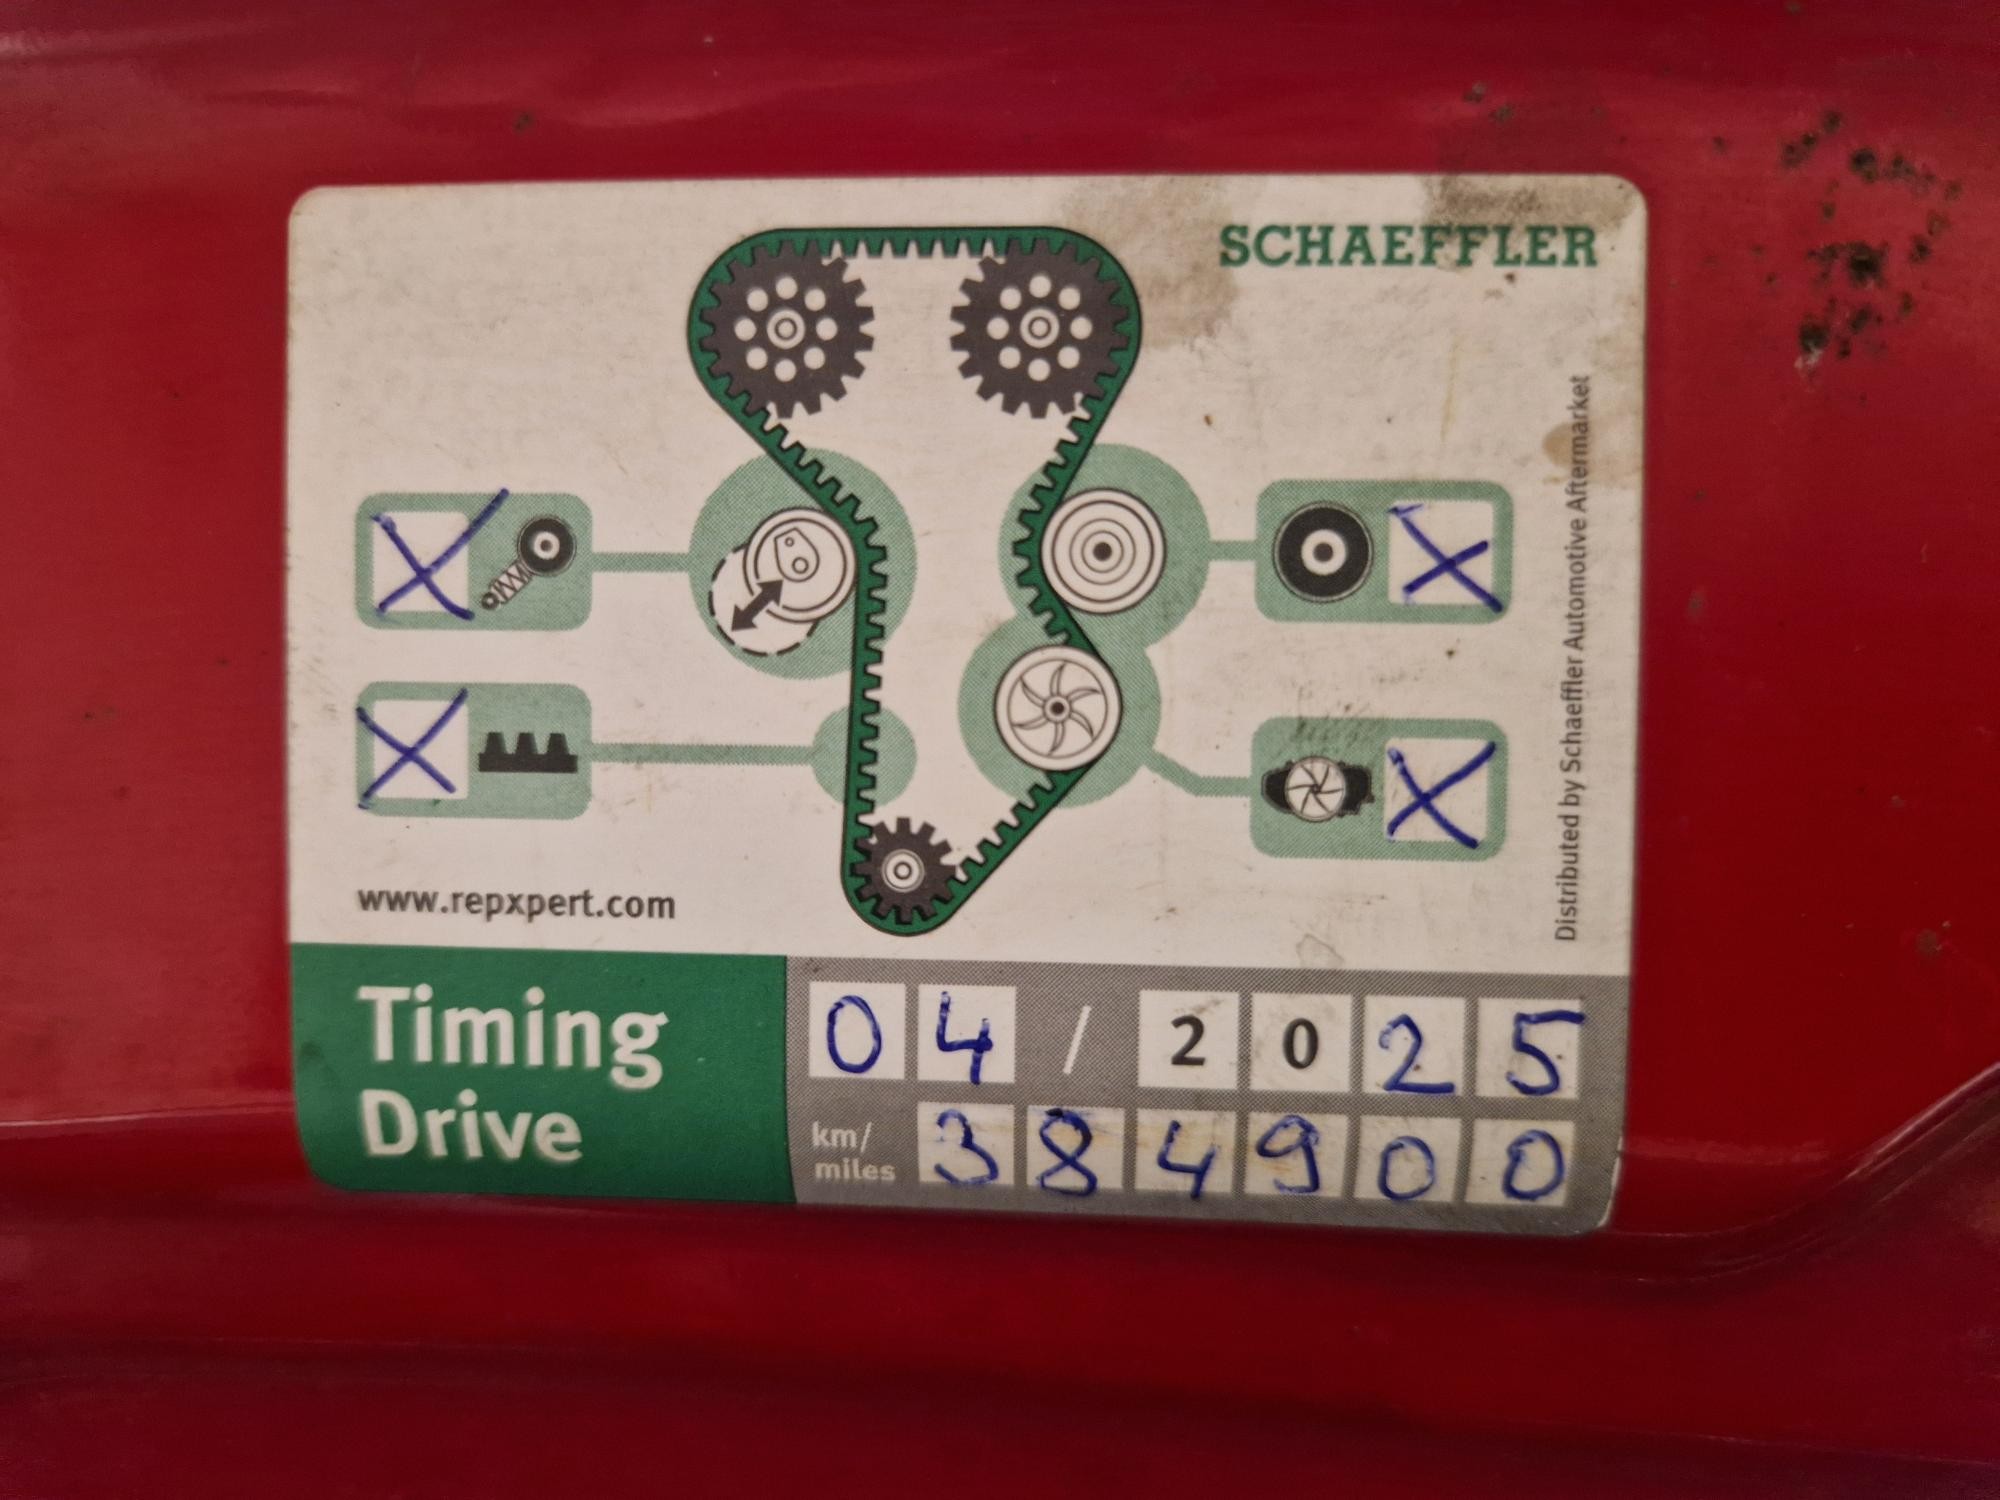 SCHAEFFLER
Distributed by Schaeffler Automotive Aftermarket
X
X
X
X
www.repxpert.com
Timing
Drive
04 / 2025
km/
miles
384900